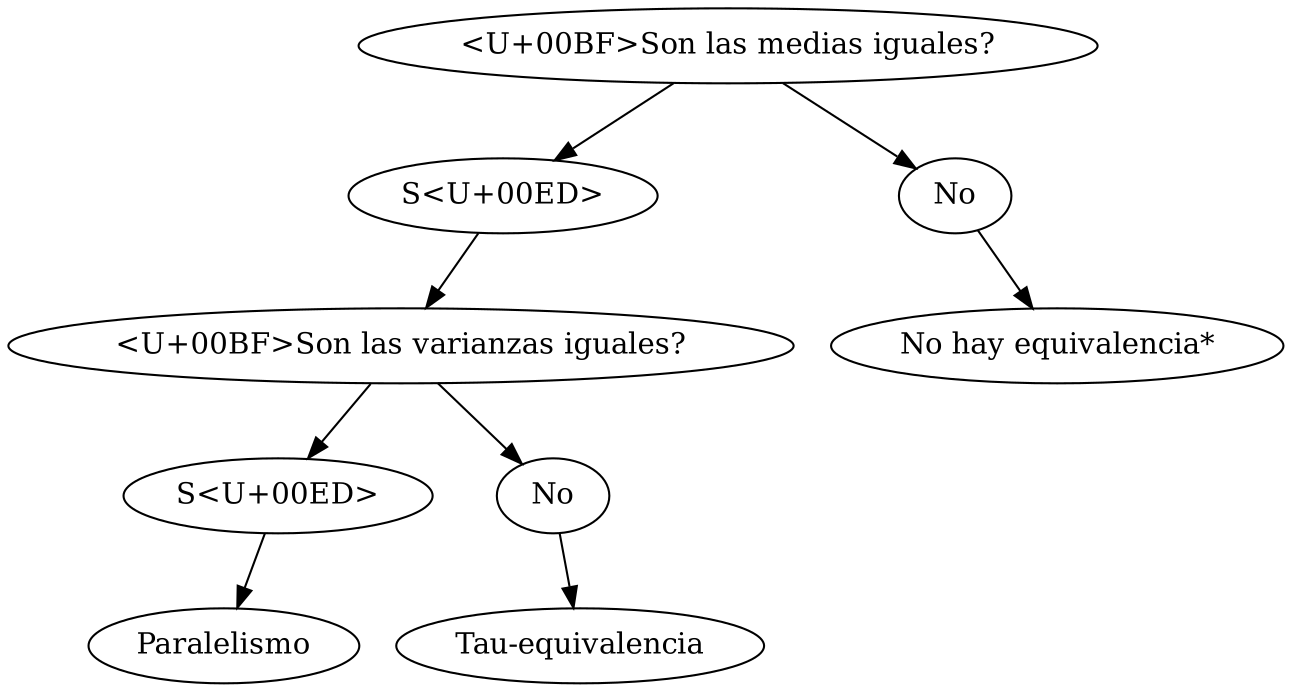 <U+00BF>Son las medias iguales?
S<U+00ED>
No
<U+00BF>Son las varianzas iguales?
No hay equivalencia*
S<U+00ED>
No
Paralelismo
Tau-equivalencia